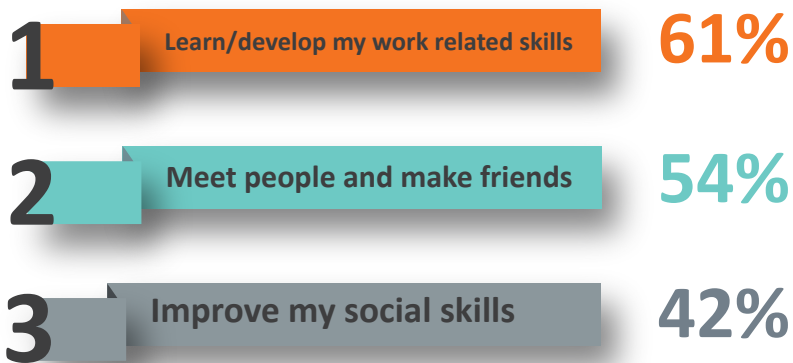 1 Learn/develop my work related skills 61%
2 Meet people and make friends 54%
3 Improve my social skills 42%